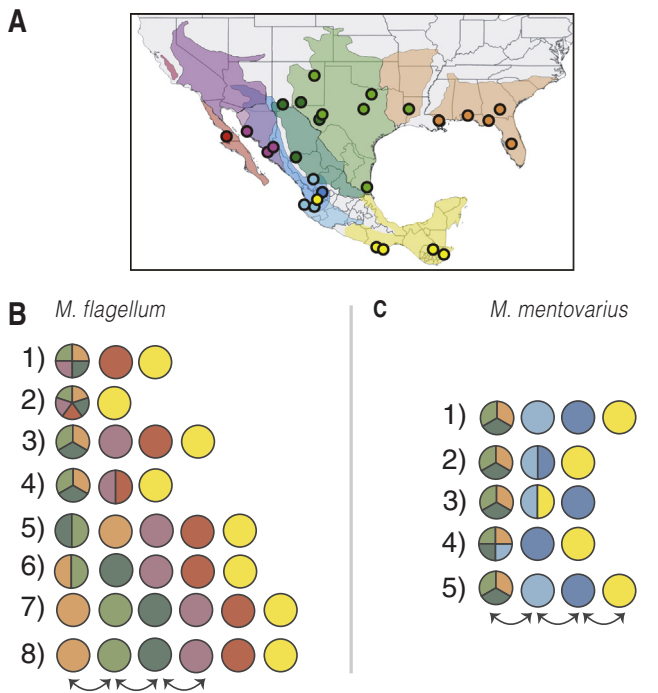 A
B
M. flagellum
1)
2)
3)
4)
5)
6)
7)
8)
C
M. mentovarius
1)
2)
3)
4)
5)